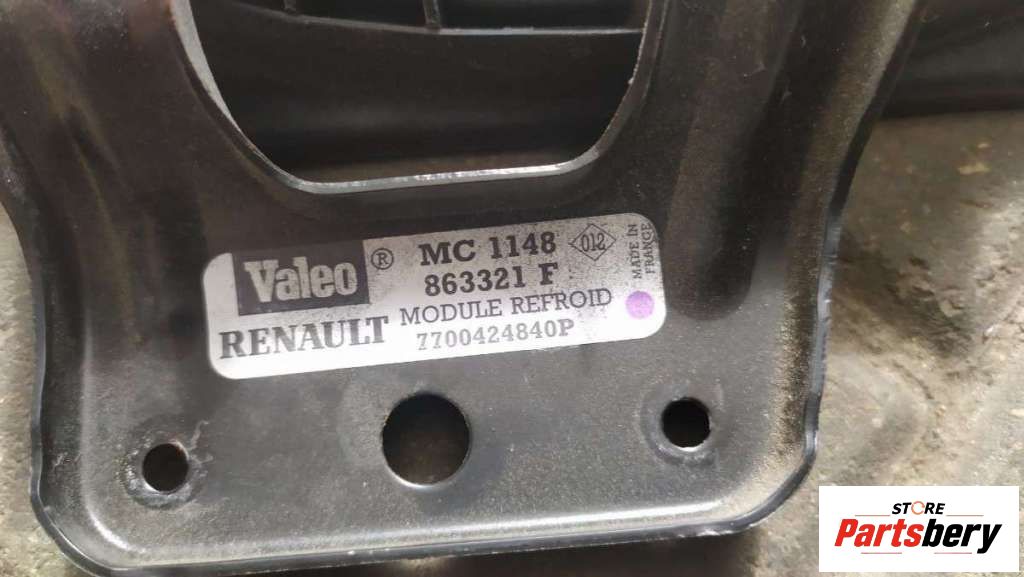 Valeo ® MC 1148 012
863321 F
MADE IN
FRANCE
RENAULT MODULE REFROID
7700424840P
STORE
Partsbery